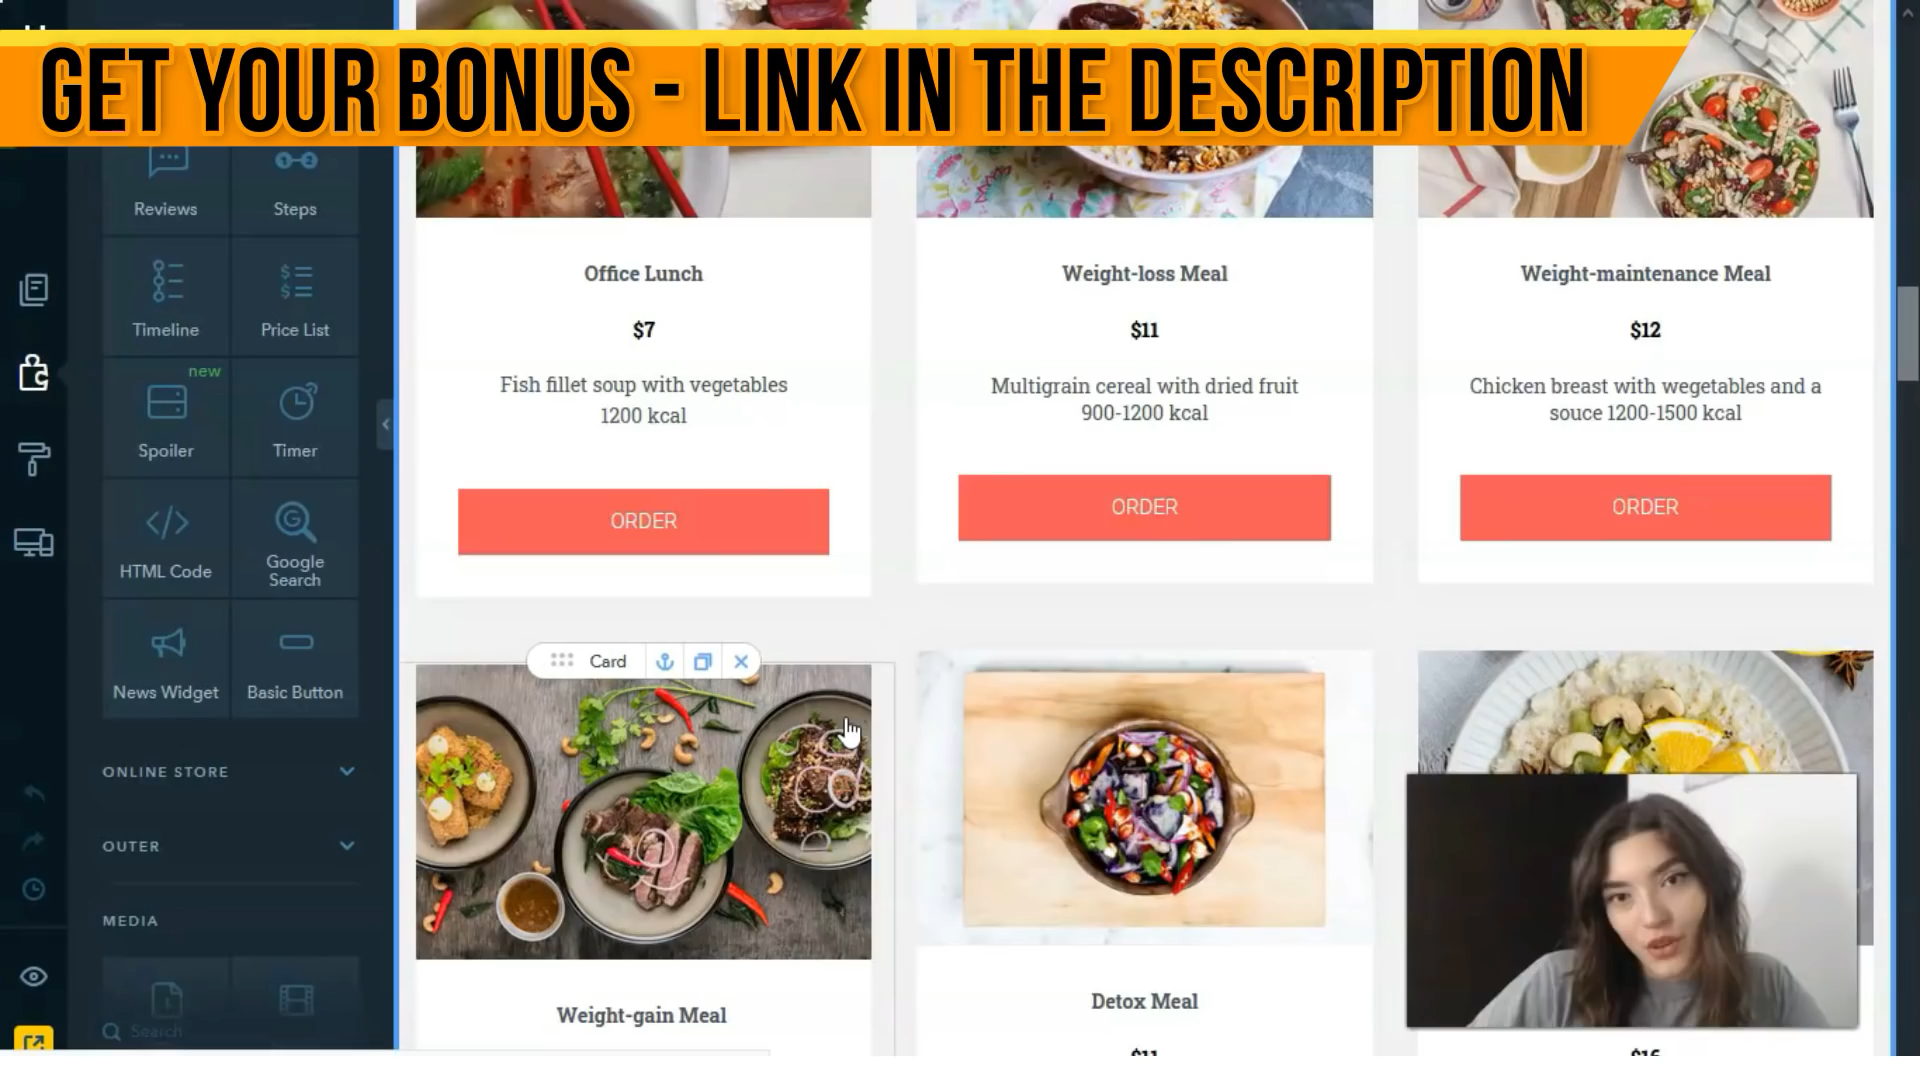 GET YOUR BONUS - LINK IN THE DESCRIPTION
Reviews
Steps
Timeline
Price List
new
Spoiler
Timer
HTML Code
Google
Search
News Widget
Basic Button
ONLINE STORE
OUTER
MEDIA
Search
Office Lunch
$7
Fish fillet soup with vegetables
1200 kcal
ORDER
Weight-loss Meal
$11
Multigrain cereal with dried fruit
900-1200 kcal
ORDER
Weight-maintenance Meal
$12
Chicken breast with wegetables and a
souce 1200-1500 kcal
ORDER
Card
Weight-gain Meal
Detox Meal
$11